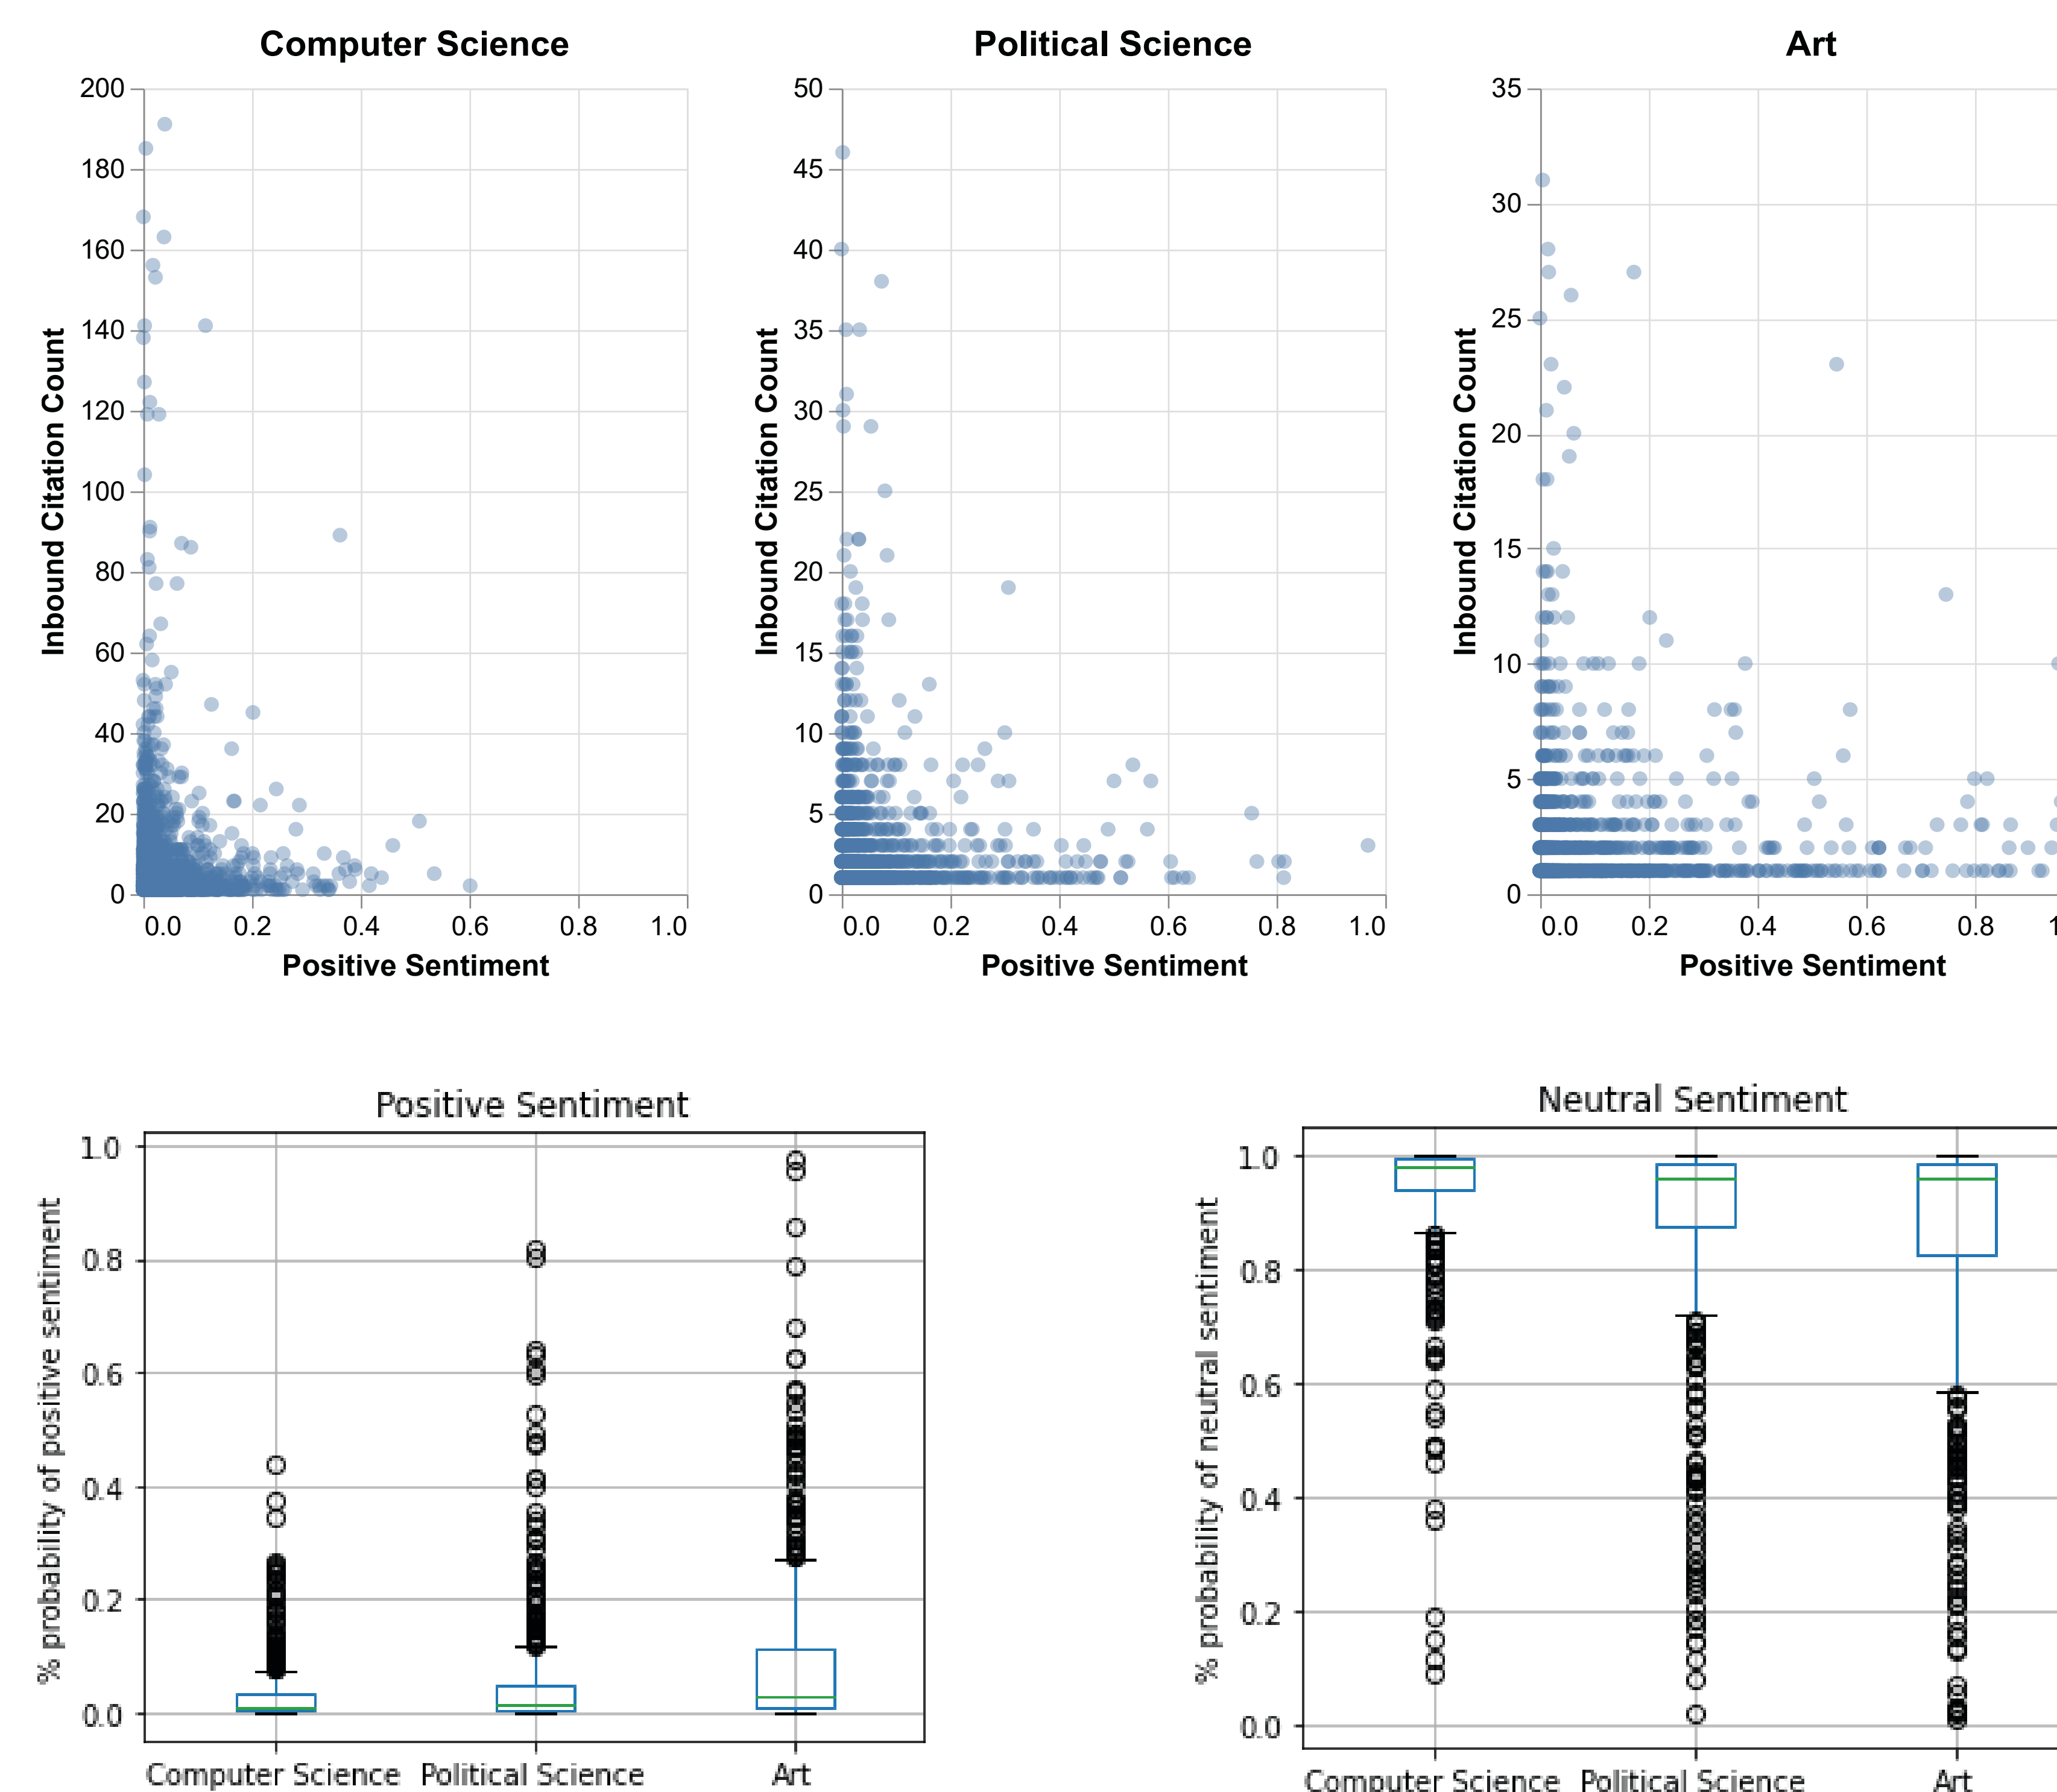 Computer Science Political Science Art
200 50 35
180 45 30
160 40 25
140 35 20
120 30 15
100 25 10
80 20 5
60 15 0
40 10
20 5
0 0
Inbound Citation Count Inbound Citation Count Inbound Citation Count
0.0 0.2 0.4 0.6 0.8 1.0 0.0 0.2 0.4 0.6 0.8 1.0 0.0 0.2 0.4 0.6 0.8 1
Positive Sentiment Positive Sentiment Positive Sentiment
Positive Sentiment
% probability of positive sentiment
1.0
0.8
0.6
0.4
0.2
0.0
Computer Science Political Science Art
Neutral Sentiment
% probability of neutral sentiment
1.0
0.8
0.6
0.4
0.2
0.0
Computer Science Political Science Art